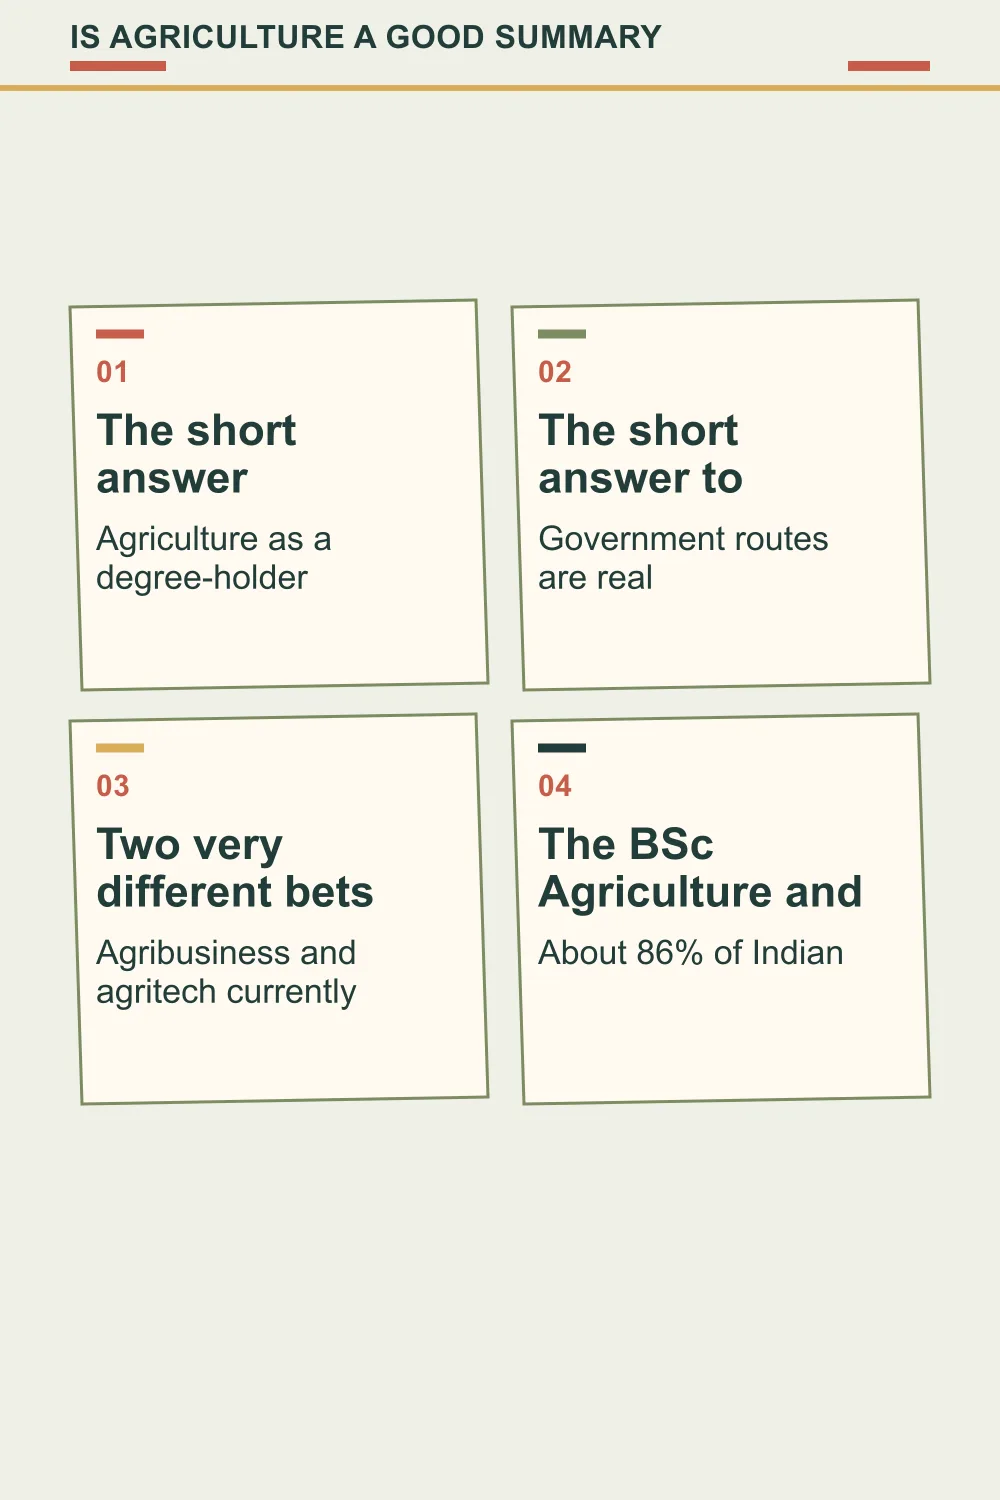 IS AGRICULTURE A GOOD SUMMARY
01
The short
answer
Agriculture as a
degree-holder
02
The short
answer to
Government routes
are real
03
Two very
different bets
Agribusiness and
agritech currently
04
The BSc
Agriculture and
About 86% of Indian